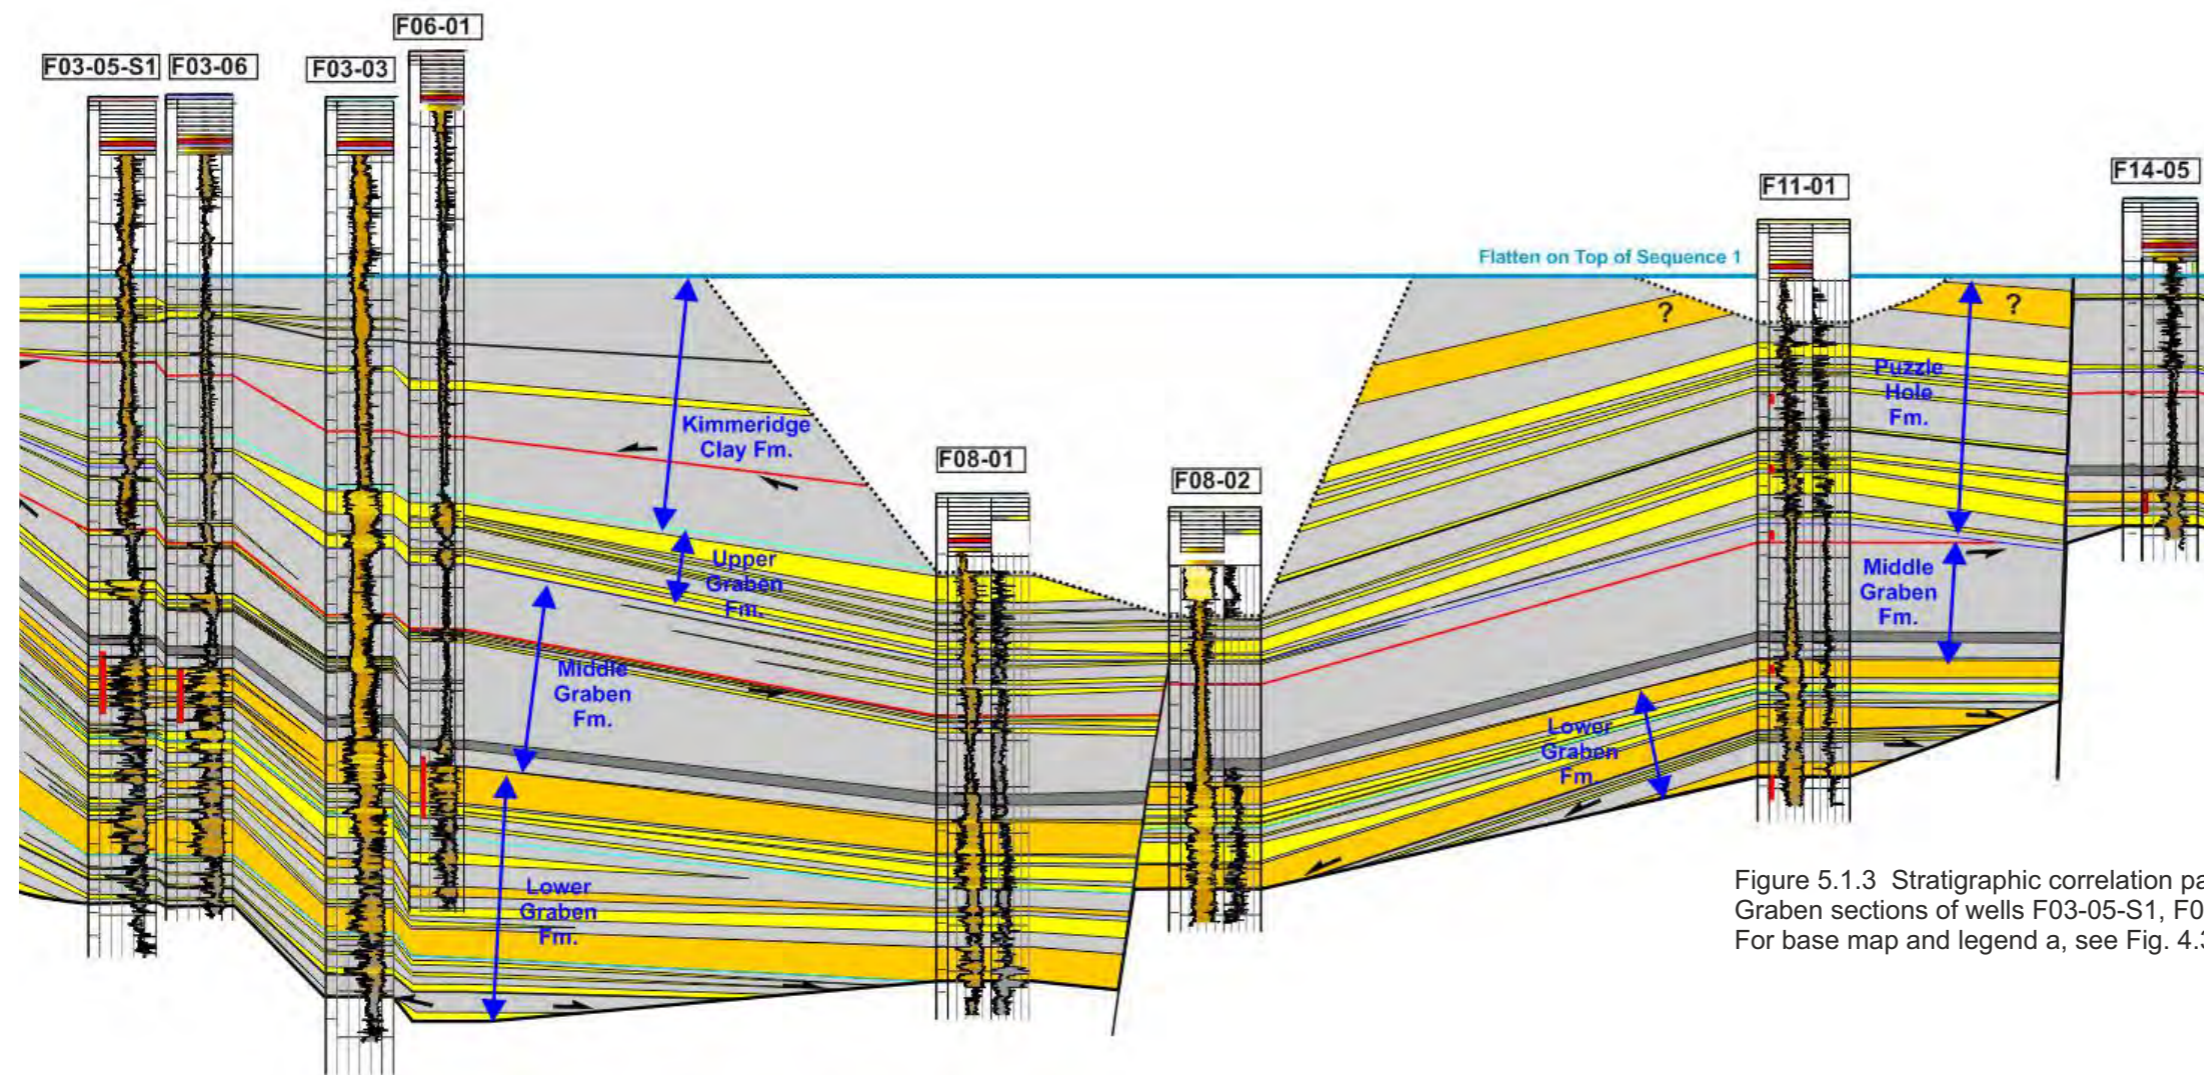 F06-01
F03-05-S1
F03-06
F03-03
F14-05
F11-01
Flatten on Top of Sequence 1
?
?
Kimmeridge
Clay Fm.
Puzzle
Hole
Fm.
F08-01
F08-02
Upper
Graben
Fm.
Middle
Graben
Fm.
Middle
Graben
Fm.
Lower
Graben
Fm.
Lower
Graben
Fm.
Figure 5.1.3 Stratigraphic correlation pa
Graben sections of wells F03-05-S1, F0
For base map and legend a, see Fig. 4.3